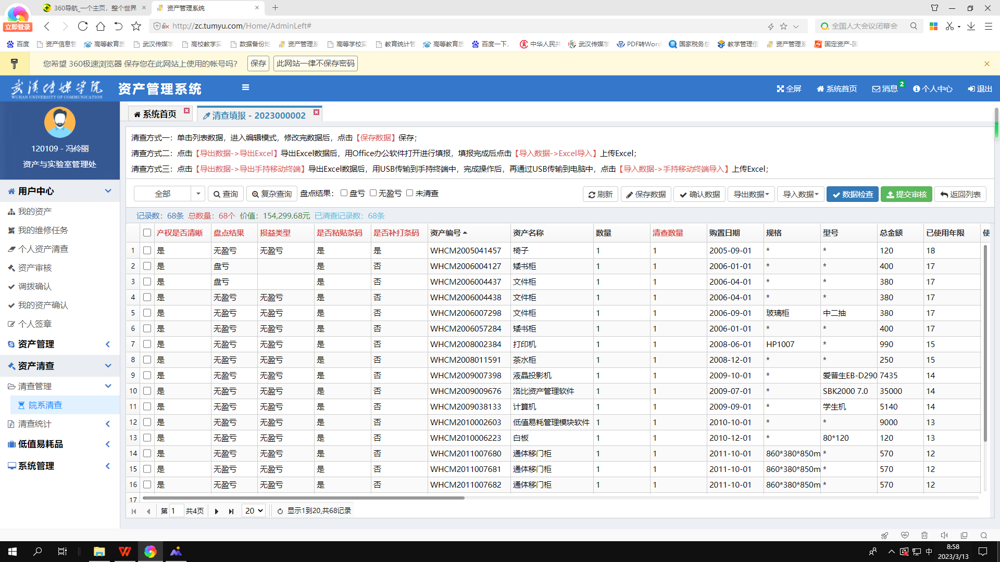 360导航_一个主页，整个世界
资产管理系统
立即登录
http://zc.tumyu.com/Home/AdminLeft#
全国人大会议闭幕会
百度 资产信息管 高等教育质 武汉传媒学 高校教学实 数据备份地 资产管理系 高等学校实 教育统计管 高等教育质 百度一下， 中华人民共 武汉传媒学 PDF转Word 国家税务总 教学管理信 资产管理系 固定资产-国
您希望 360极速浏览器 保存您在此网站上使用的帐号吗？ 保存 此网站一律不保存密码
武汉传媒学院
WUHAN UNIVERSITY OF COMMUNICATION
资产管理系统
全屏 系统首页 消息 2 个人中心 退出
120109 - 冯伶丽
资产与实验室管理处
用户中心
我的资产
我的维修任务
个人资产清查
资产审核
调拨确认
我的资产确认
个人签章
资产管理
资产清查
清查管理
院系清查
清查统计
低值易耗品
系统管理
系统首页 清查填报 - 2023000002
清查方式一：单击列表数据，进入编辑模式，修改完数据后，点击【保存数据】保存；
清查方式二：点击【导出数据->导出Excel】导出Excel数据后，用Office办公软件打开进行填报，填报完成后点击【导入数据->Excel导入】上传Excel；
清查方式三：点击【导出数据->导出手持移动终端】导出Excel数据后，用USB传输到手持终端中，完成操作后，再通过USB传输到电脑中，点击【导入数据->手持移动终端导入】上传Excel；
全部 查询 复杂查询 盘点结果： 盘亏 无盈亏 未清查 刷新 保存数据 确认数据 导出数据 导入数据 数据检查 提交审核 返回列表
记录数：68条 总数量：68个 价值：154,299.68元 已清查记录数：68条
产权是否清晰 盘点结果 损益类型 是否粘贴条码 是否补打条码 资产编号 资产名称 数量 清查数量 购置日期 规格 型号 总金额 已使用年限 使
1 是 无盈亏 无盈亏 是 是 WHCM2005041457 椅子 1 1 2005-09-01 * * 120 18
2 是 盘亏 是 否 WHCM2006004127 矮书柜 1 1 2006-01-01 * * 400 17
3 是 盘亏 是 否 WHCM2006004437 文件柜 1 1 2006-04-01 * * 380 17
4 是 无盈亏 无盈亏 是 否 WHCM2006004438 文件柜 1 1 2006-04-01 * * 380 17
5 是 无盈亏 无盈亏 是 否 WHCM2006007298 文件柜 1 1 2006-09-01 玻璃柜 中二抽 380 17
6 是 无盈亏 无盈亏 是 否 WHCM2006057284 矮书柜 1 1 2006-01-01 * * 400 17
7 是 无盈亏 无盈亏 是 否 WHCM2008002384 打印机 1 1 2008-06-01 HP1007 * 990 15
8 是 无盈亏 无盈亏 是 否 WHCM2008011591 茶水柜 1 1 2008-12-01 * * 250 15
9 是 无盈亏 无盈亏 是 否 WHCM2009007398 液晶投影机 1 1 2009-10-01 * 爱普生EB-D290 7435 14
10 是 无盈亏 无盈亏 是 否 WHCM2009009676 洛比资产管理软件 1 1 2009-07-01 * SBK2000 7.0 35000 14
11 是 无盈亏 无盈亏 是 否 WHCM2009038133 计算机 1 1 2009-09-01 * 学生机 5140 14
12 是 无盈亏 无盈亏 是 否 WHCM2010002603 低值易耗管理模块软件 1 1 2010-10-01 * * 9000 13
13 是 无盈亏 无盈亏 是 否 WHCM2010006223 白板 1 1 2010-12-01 * 80*120 120 13
14 是 无盈亏 无盈亏 是 否 WHCM2011007680 通体移门柜 1 1 2011-10-01 860*380*850m * 570 12
15 是 无盈亏 无盈亏 是 否 WHCM2011007681 通体移门柜 1 1 2011-10-01 860*380*850m * 570 12
16 是 无盈亏 无盈亏 是 否 WHCM2011007682 通体移门柜 1 1 2011-10-01 860*380*850m * 570 12
17
第 1 共4页 20 显示1到20,共68记录
中 8:58
2023/3/13